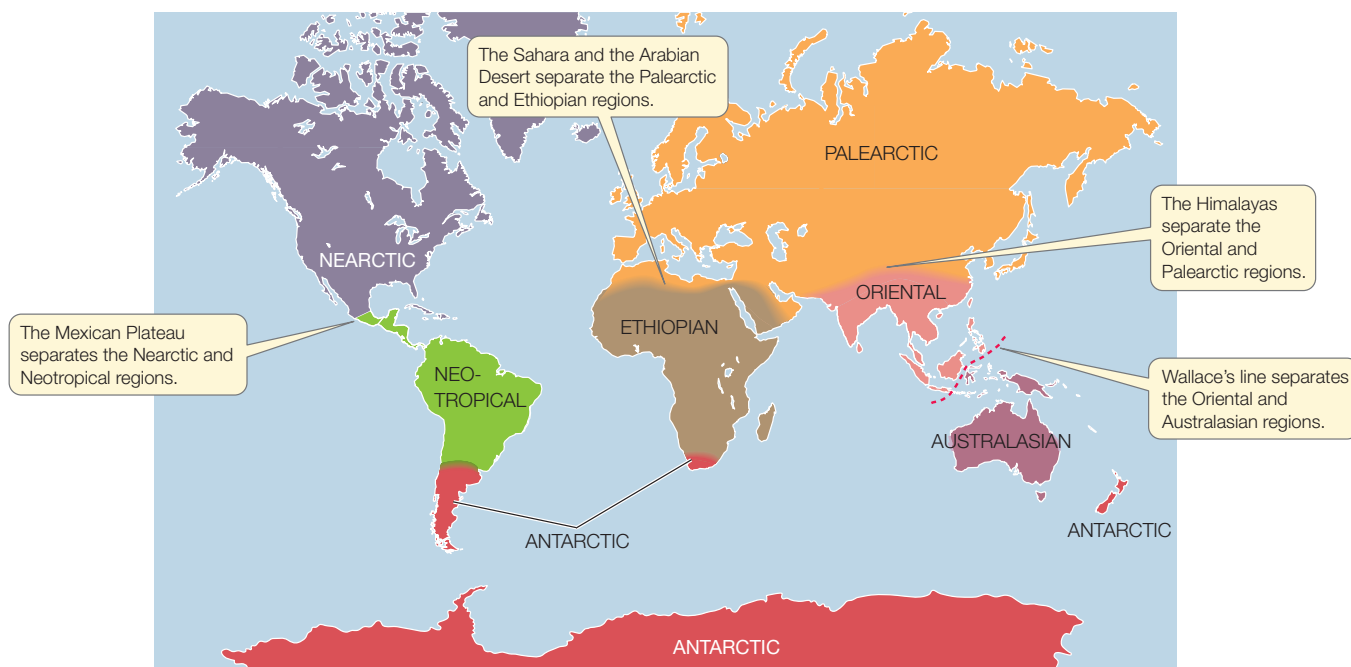 The Sahara and the Arabian
Desert separate the Palearctic
and Ethiopian regions.
PALEARCTIC
The Himalayas
separate the
Oriental and
Palearctic regions.
NEARCTIC
ORIENTAL
ETHIOPIAN
The Mexican Plateau
separates the Nearctic and
Neotropical regions.
NEO-
TROPICAL
Wallace’s line separates
the Oriental and
Australasian regions.
AUSTRALASIAN
ANTARCTIC
ANTARCTIC
ANTARCTIC